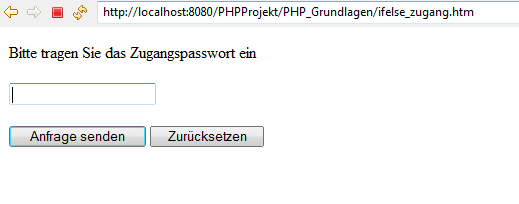 http://localhost:8080/PHPProjekt/PHP_Grundlagen/ifelse_zugang.htm
Bitte tragen Sie das Zugangspasswort ein
Anfrage senden Zurücksetzen